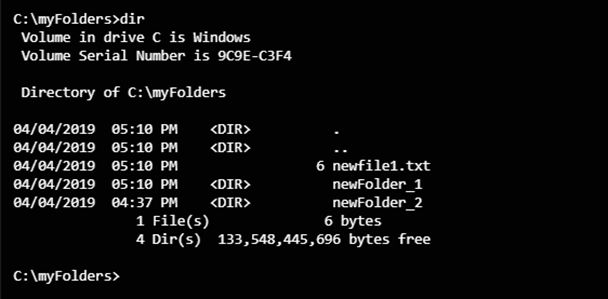 C:\myFolders>dir
 Volume in drive C is Windows
 Volume Serial Number is 9C9E-C3F4

 Directory of C:\myFolders

04/04/2019  05:10 PM    <DIR>          .
04/04/2019  05:10 PM    <DIR>          ..
04/04/2019  05:10 PM                 6 newfile1.txt
04/04/2019  05:10 PM    <DIR>          newFolder_1
04/04/2019  04:37 PM    <DIR>          newFolder_2
               1 File(s)              6 bytes
               4 Dir(s)  133,548,445,696 bytes free

C:\myFolders>